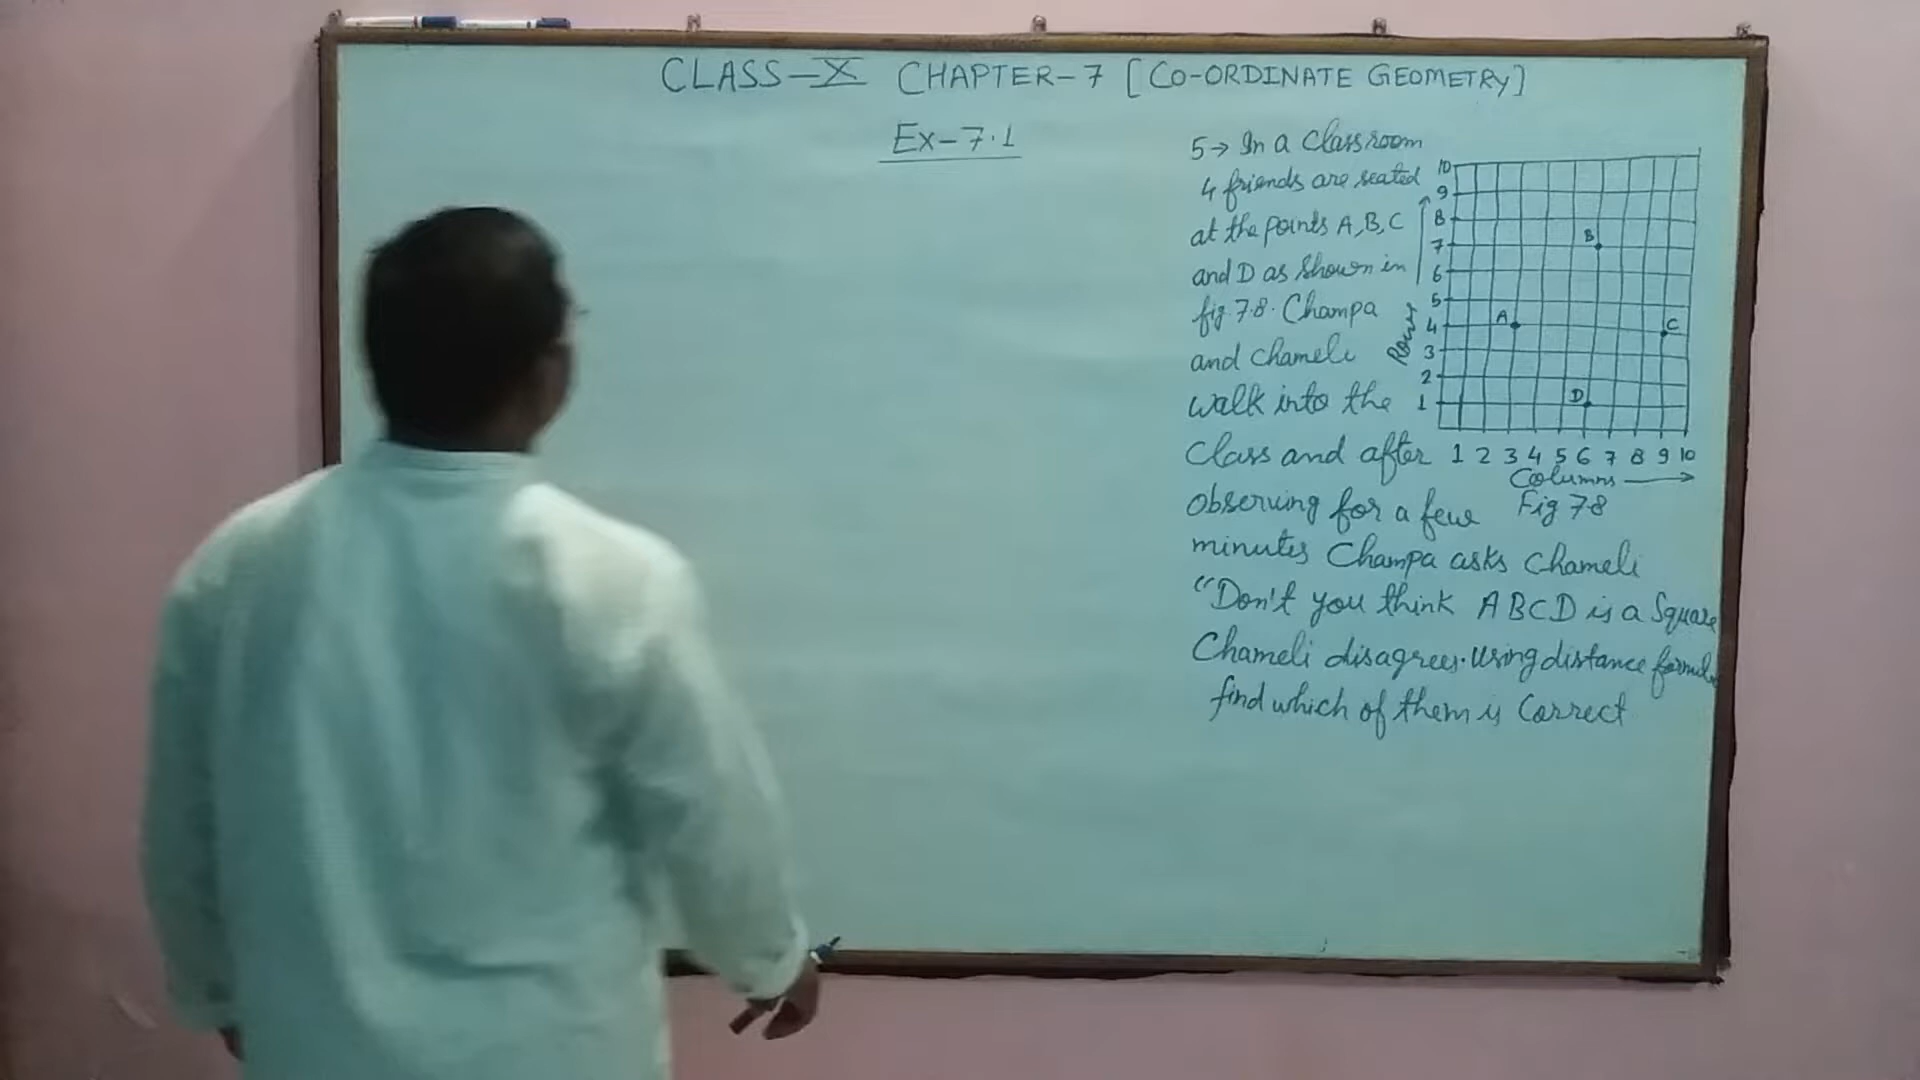 CLASS-X CHAPTER-7 [CO-ORDINATE GEOMETRY]
Ex-7.1
5→ In a Classroom
4 friends are seated
at the points A, B, C
and D as shown in
fig 7.8. Champa
and Chameli
walk into the
Class and after
observing for a few
minutes Champa asks Chameli
"Don't you think ABCD is a Square
Chameli disagrees. Using distance formula
find which of them is Correct
10
9
8
7 B
6
5
4 A C
3
2
1 D
Rows
1 2 3 4 5 6 7 8 9 10
Columns →
Fig 7.8